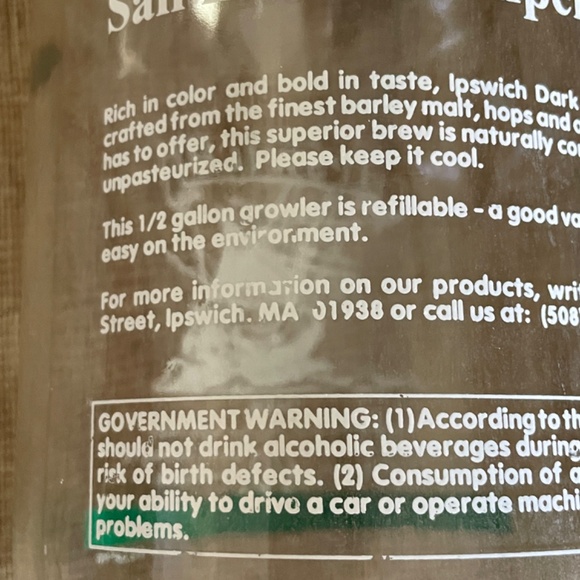 Rich in color and bold in taste, Ipswich Dark
crafted from the finest barley malt, hops and
has to offer, this superior brew is naturally
unpasteurized. Please keep it cool.
This 1/2 gallon growler is refillable - a good
easy on the environment.
For more information on our products,
Street, Ipswich. MA 01938 or call us at: (508
GOVERNMENT WARNING: (1) According to
should not drink alcoholic beverages during
risk of birth defects. (2) Consumption of
your ability to drive a car or operate
problems.